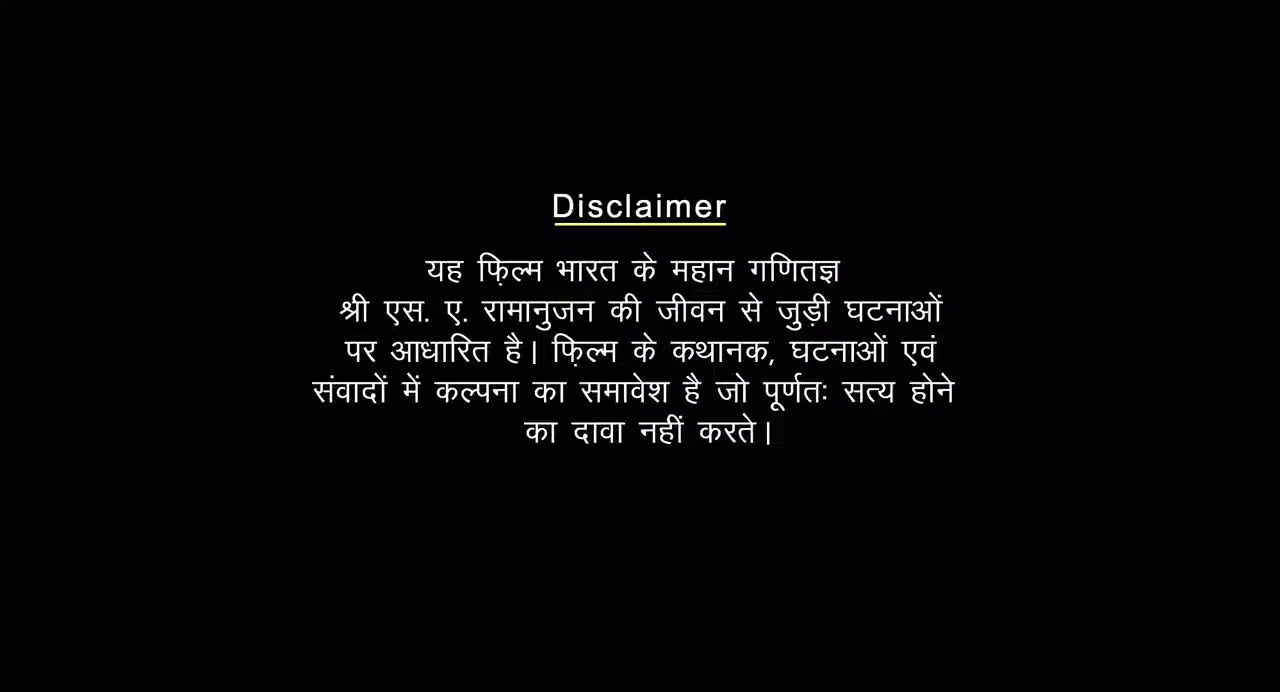 Disclaimer
यह फ़िल्म भारत के महान गणितज्ञ
श्री एस. ए. रामानुजन की जीवन से जुड़ी घटनाओं
पर आधारित है। फ़िल्म के कथानक, घटनाओं एवं
संवादों में कल्पना का समावेश है जो पूर्णतः सत्य होने
का दावा नहीं करते।